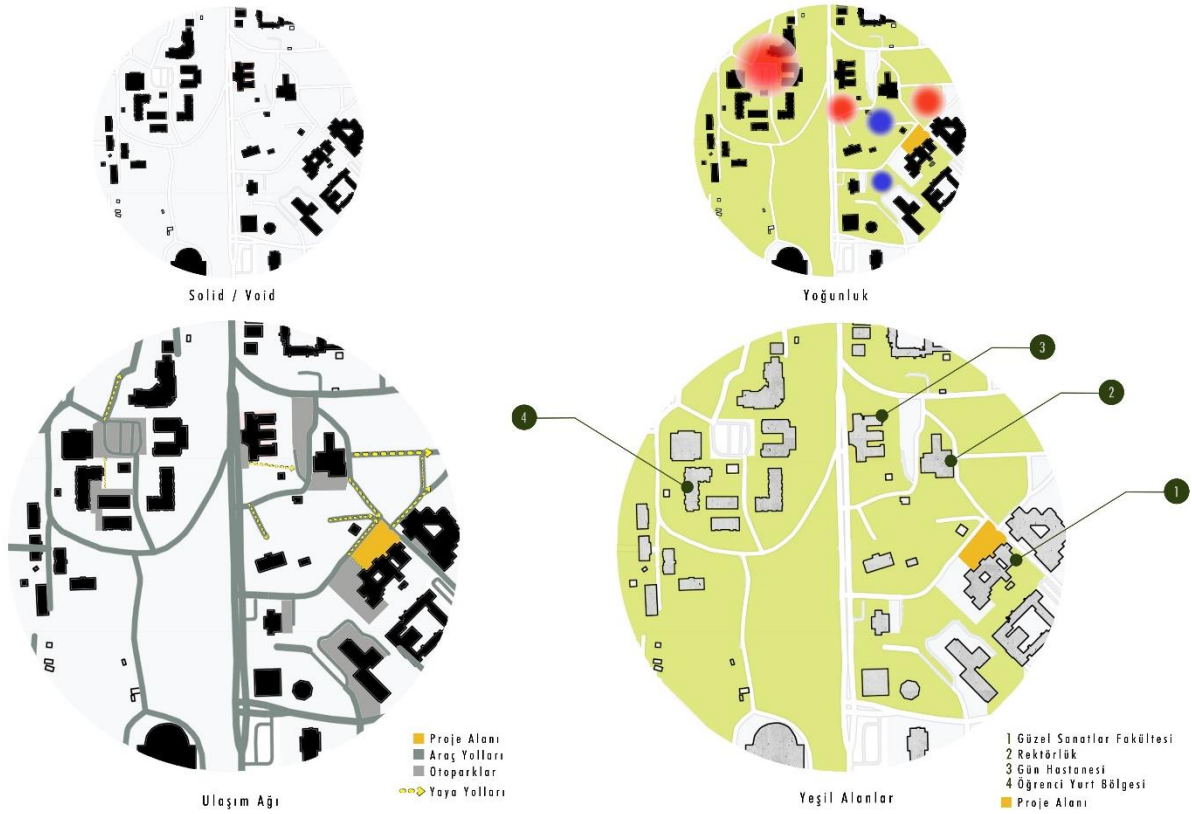 Solid / Void
Yoğunluk
3
2
4
1
Proje Alanı
Araç Yolları
Otoparklar
Yaya Yolları
Ulaşım Ağı
1 Güzel Sanatlar Fakültesi
2 Rektörlük
3 Gün Hastanesi
4 Öğrenci Yurt Bölgesi
Proje Alanı
Yeşil Alanlar